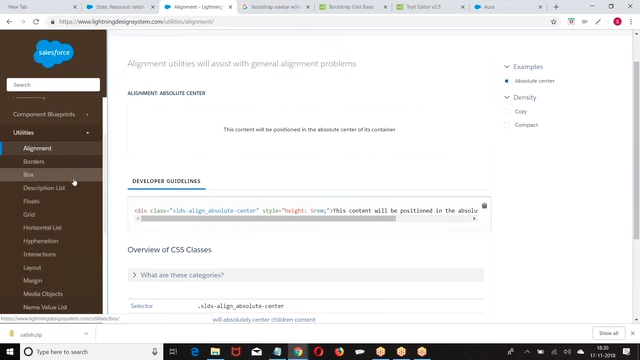 New Tab
Static Resource: satish
Alignment - Lightning
bootstrap navbar w3
Bootstrap Grid Basic
Tryit Editor v3.5
Aura
https://www.lightningdesignsystem.com/utilities/alignment/
salesforce
Search
Component Blueprints
Utilities
Alignment
Borders
Box
Description List
Floats
Grid
Horizontal List
Hyphenation
Interactions
Layout
Margin
Media Objects
Name Value List
Alignment utilities will assist with general alignment problems
ALIGNMENT: ABSOLUTE CENTER
This content will be positioned in the absolute center of its container
DEVELOPER GUIDELINES
<div class="slds-align_absolute-center" style="height: 5rem;">This content will be positioned in the absolu
Overview of CSS Classes
What are these categories?
Selector
.slds-align_absolute-center
will absolutely center children content
Examples
Absolute center
Density
Cozy
Compact
https://www.lightningdesignsystem.com/utilities/box/
satish.zip
Show all
Type here to search
18:30
17-11-2018